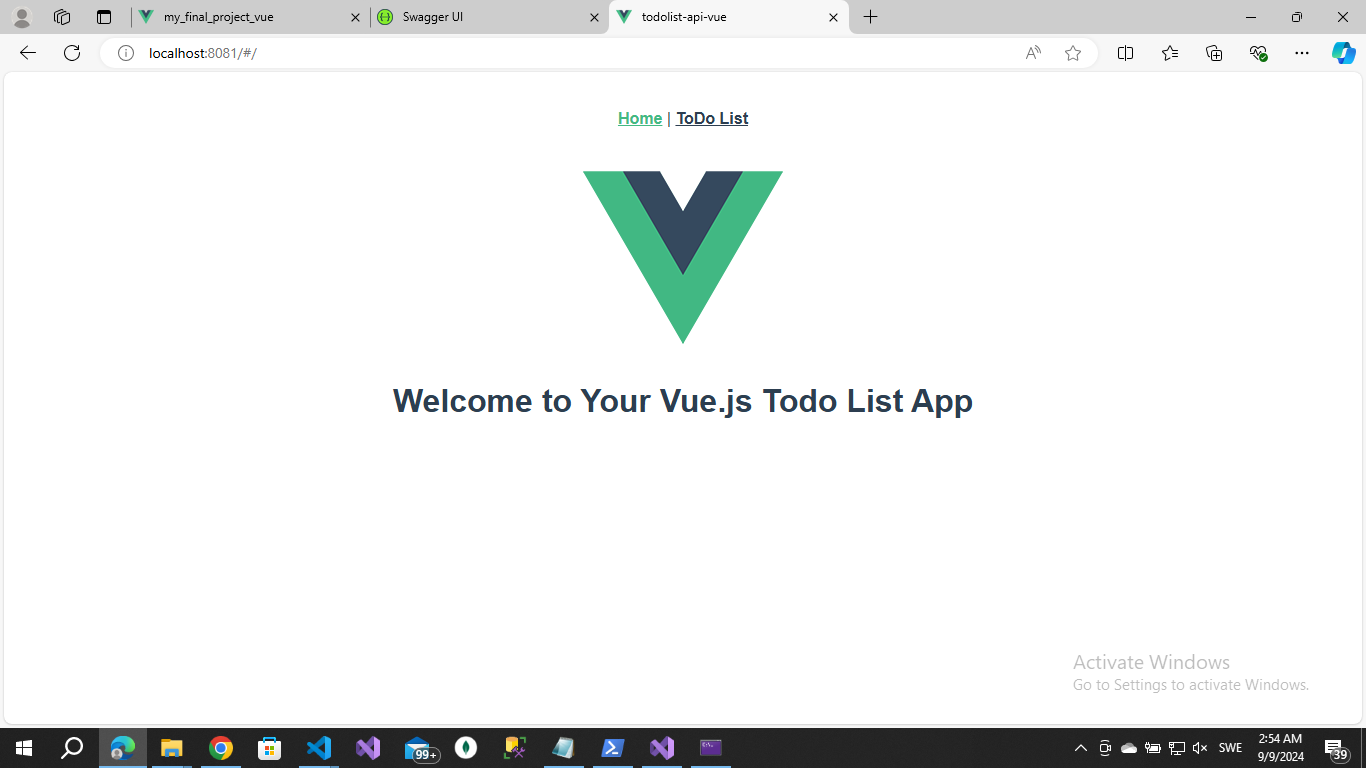 my_final_project_vue
Swagger UI
todolist-api-vue
localhost:8081/#/
Home | ToDo List
Welcome to Your Vue.js Todo List App
Activate Windows
Go to Settings to activate Windows.
99+
SWE
2:54 AM
9/9/2024
39